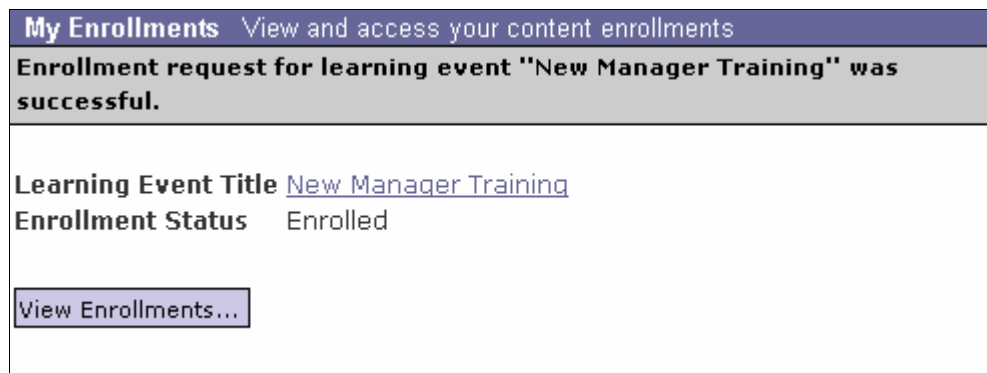 My Enrollments View and access your content enrollments
Enrollment request for learning event "New Manager Training" was
successful.
Learning Event Title New Manager Training
Enrollment Status Enrolled
View Enrollments...